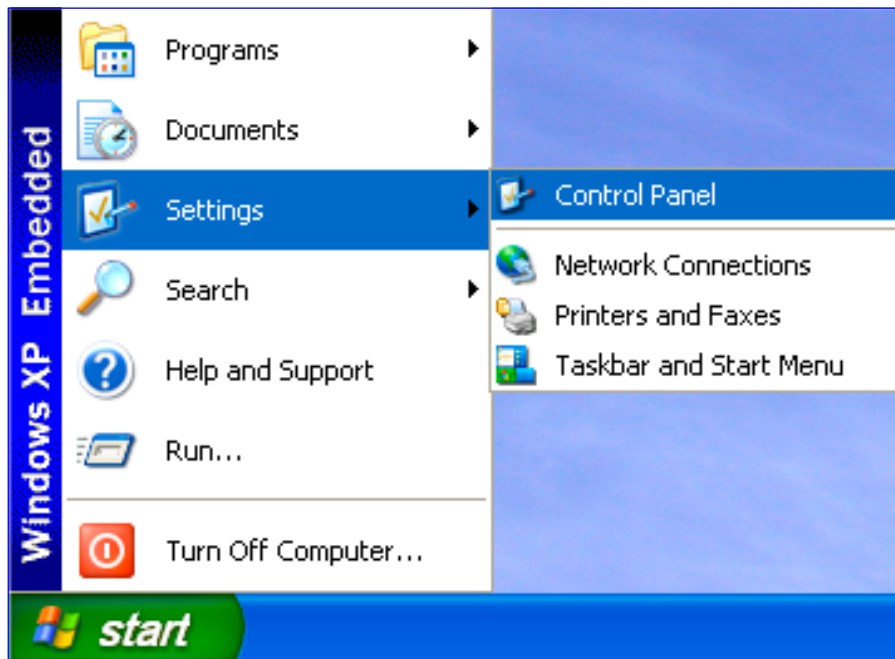 Programs
Documents
Settings
Search
Help and Support
Run...
Turn Off Computer...
Windows XP Embedded
Control Panel
Network Connections
Printers and Faxes
Taskbar and Start Menu
start